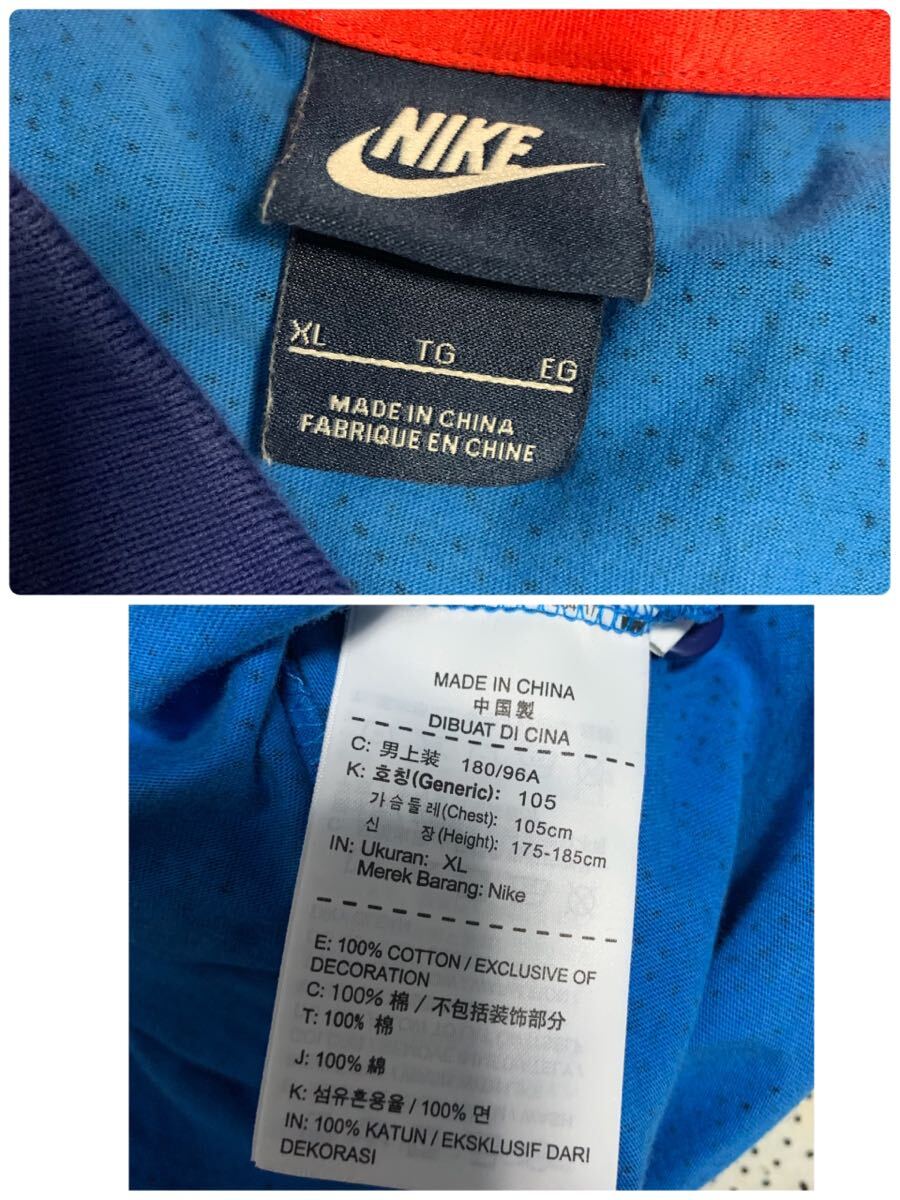 NIKE
XL TG EG
MADE IN CHINA
FABRIQUE EN CHINE
MADE IN CHINA
中国製
DIBUAT DI CINA
C: 男上装 180/96A
K: 호칭(Generic): 105
가슴둘레(Chest): 105cm
신 장(Height): 175-185cm
IN: Ukuran: XL
Merek Barang: Nike
E: 100% COTTON / EXCLUSIVE OF
DECORATION
C: 100% 棉 / 不包括装饰部分
T: 100% 棉
J: 100% 綿
K: 섬유혼용율 / 100% 면
IN: 100% KATUN / EKSKLUSIF DARI
DEKORASI